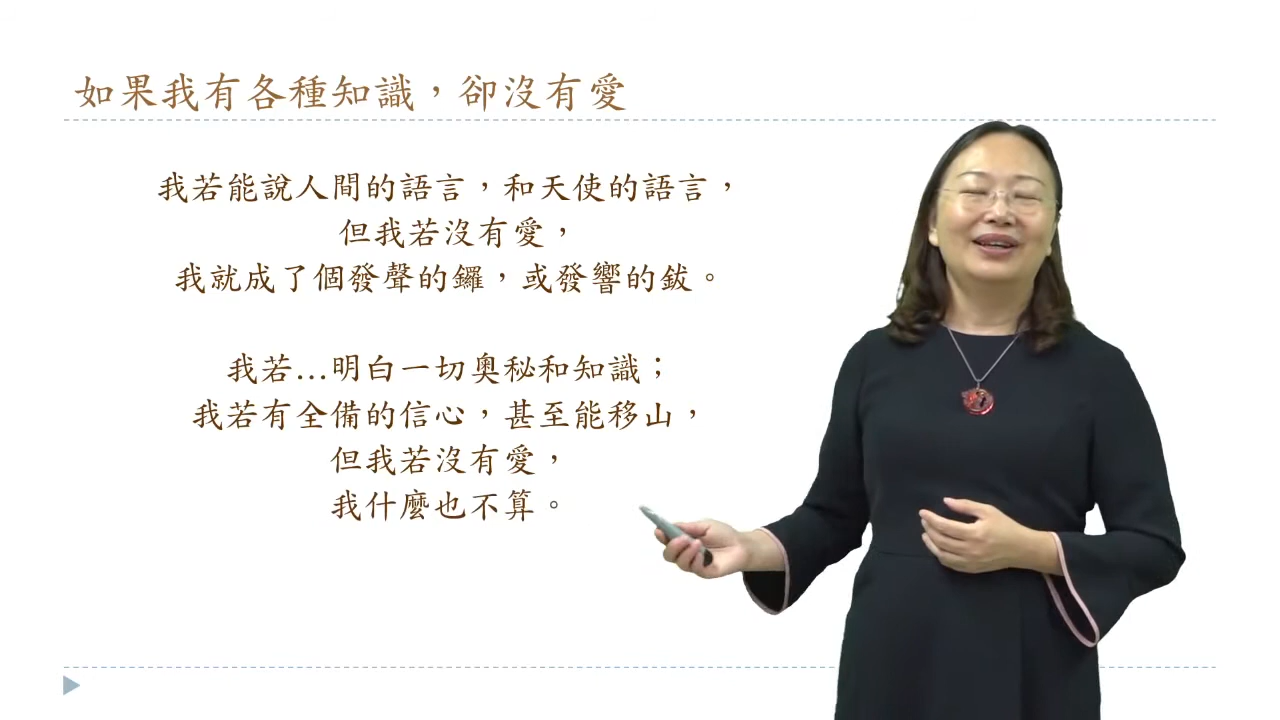 如果我有各種知識，卻沒有愛
我若能說人間的語言，和天使的語言，
但我若沒有愛，
我就成了個發聲的鑼，或發響的鈸。
我若…明白一切奧秘和知識；
我若有全備的信心，甚至能移山，
但我若沒有愛，
我什麼也不算。